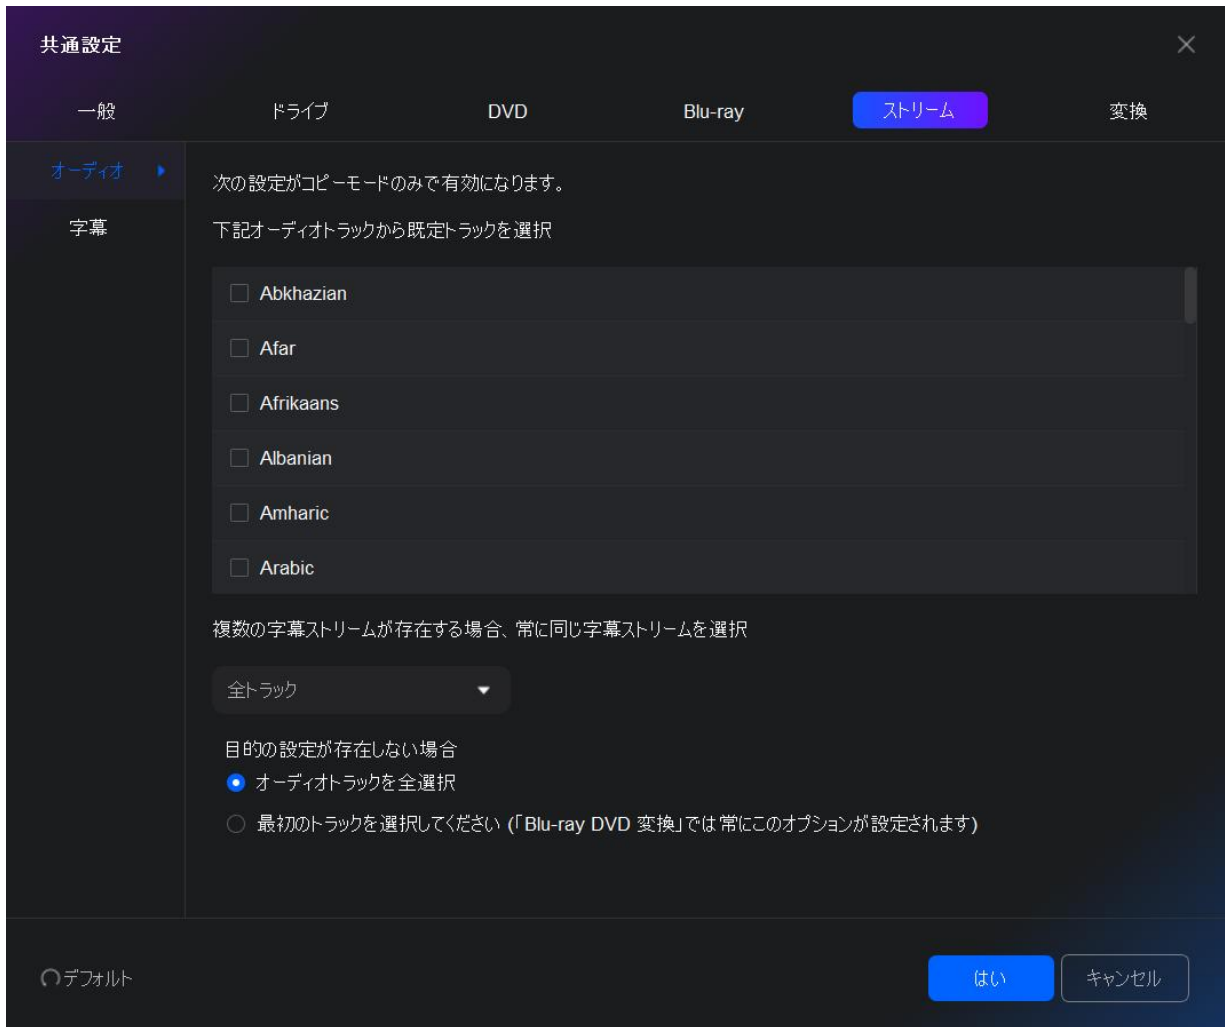 共通設定
一般
ドライブ
DVD
Blu-ray
ストリーム
変換
オーディオ
字幕
次の設定がコピーモードのみで有効になります。
下記オーディオトラックから既定トラックを選択
Abkhazian
Afar
Afrikaans
Albanian
Amharic
Arabic
複数の字幕ストリームが存在する場合、常に同じ字幕ストリームを選択
全トラック
目的の設定が存在しない場合
オーディオトラックを全選択
最初のトラックを選択してください (「Blu-ray DVD 変換」では常にこのオプションが設定されます)
デフォルト
はい
キャンセル